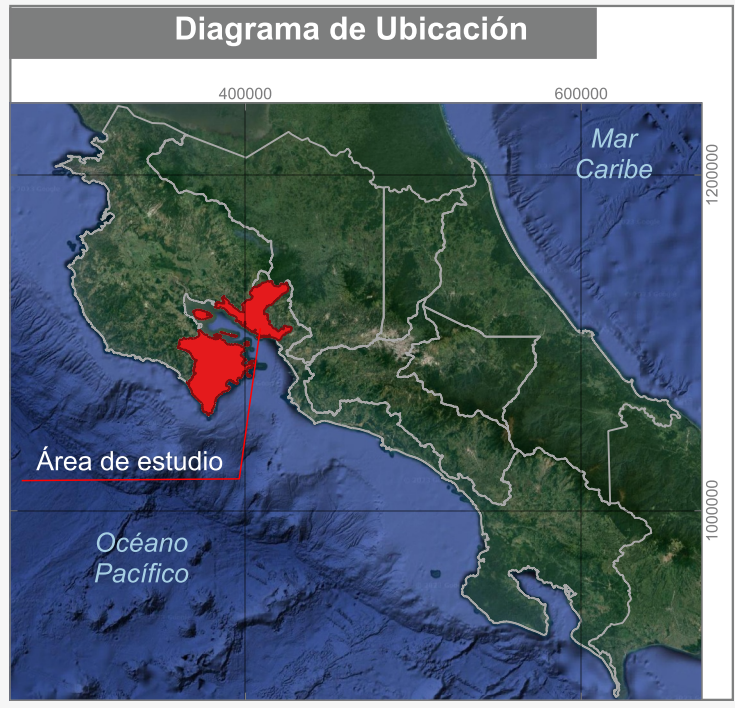 Diagrama de Ubicación
400000
600000
Mar
Caribe
1200000
Área de estudio
1000000
Océano
Pacífico